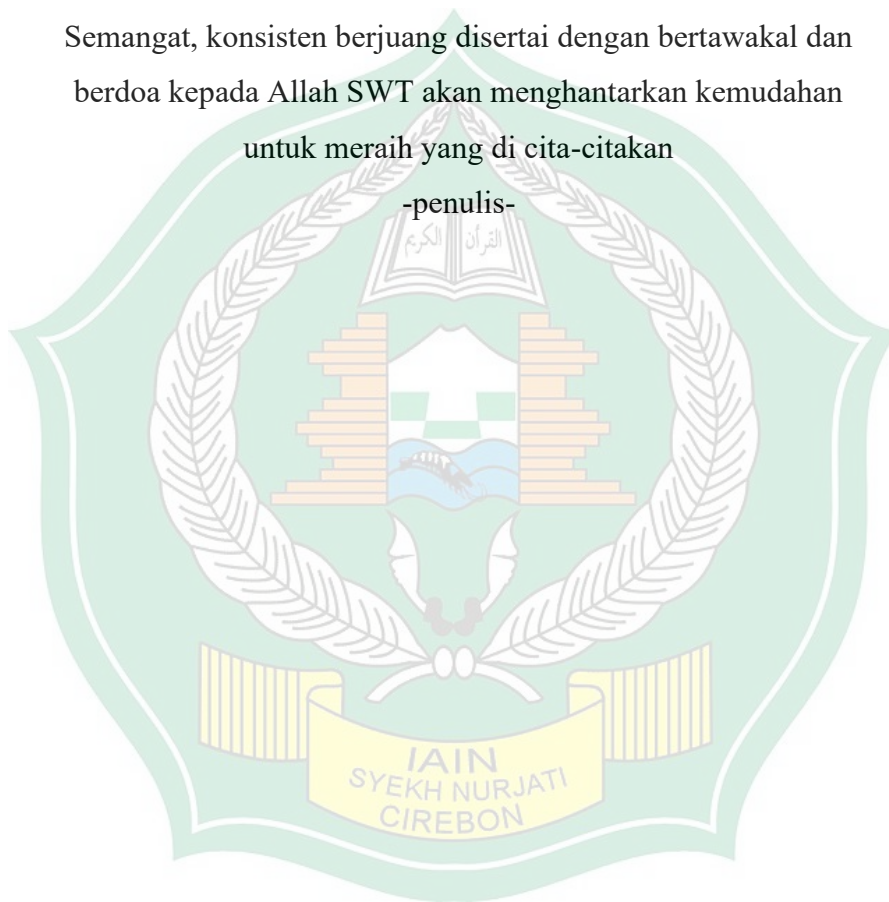 Semangat, konsisten berjuang disertai dengan bertawakal dan
berdoa kepada Allah SWT akan menghantarkan kemudahan
untuk meraih yang di cita-citakan
-penulis-
القرأن الكريم
IAIN
SYEKH NURJATI
CIREBON